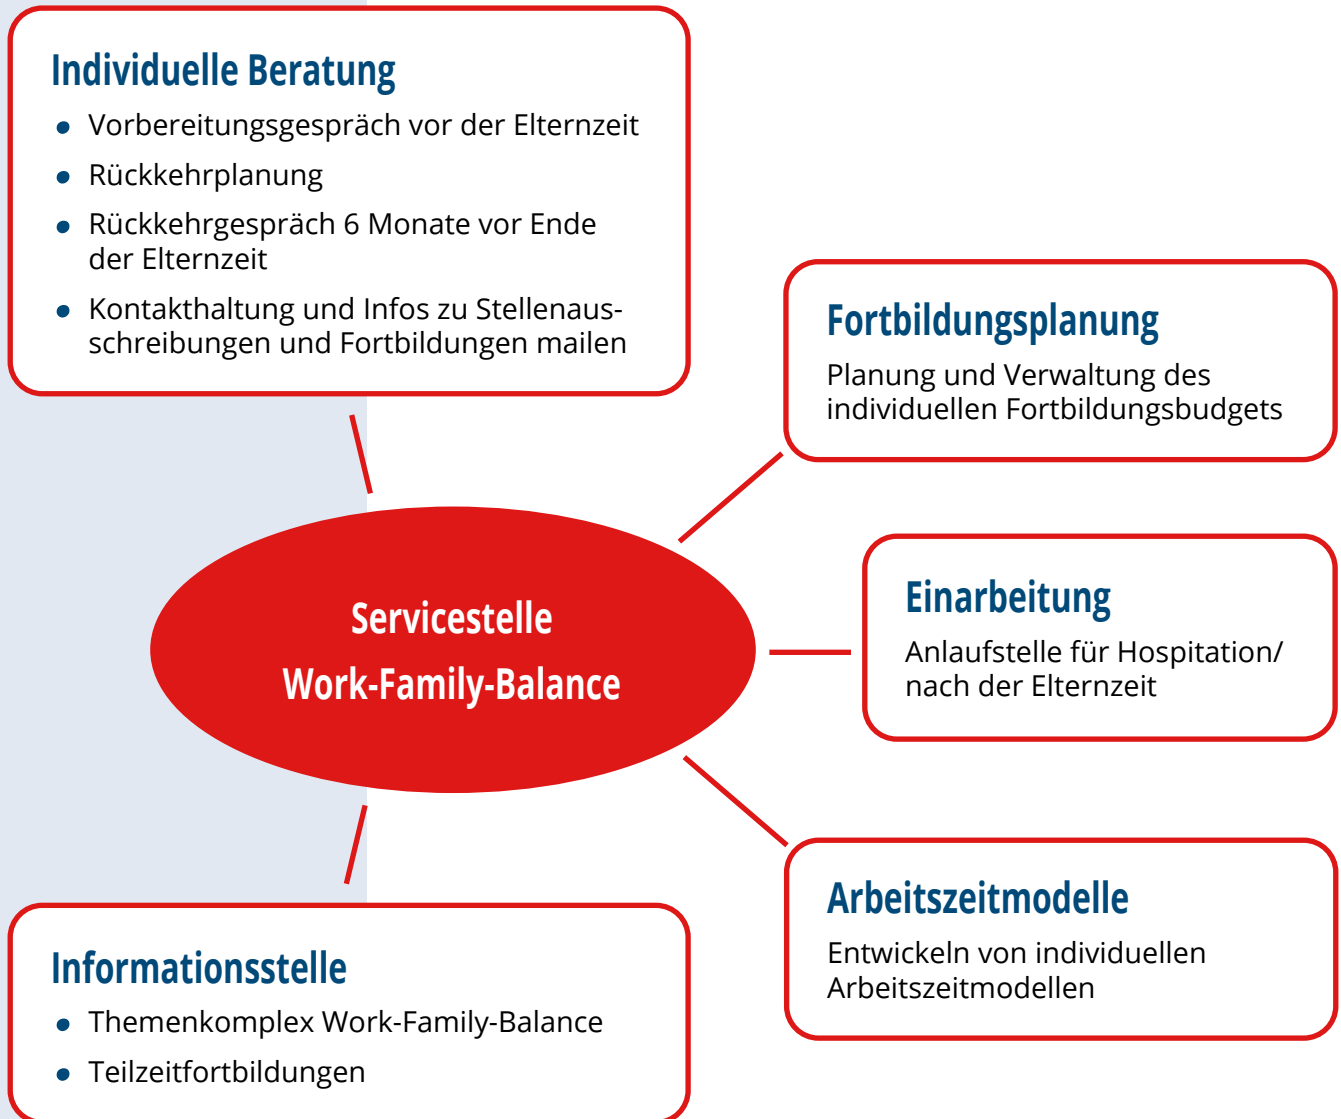 Individuelle Beratung
Vorbereitungsgespräch vor der Elternzeit
Rückkehrplanung
Rückkehrgespräch 6 Monate vor Ende
der Elternzeit
Kontakthaltung und Infos zu Stellenaus-
schreibungen und Fortbildungen mailen
Fortbildungsplanung
Planung und Verwaltung des
individuellen Fortbildungsbudgets
Servicestelle
Work-Family-Balance
Einarbeitung
Anlaufstelle für Hospitation/
nach der Elternzeit
Arbeitszeitmodelle
Entwickeln von individuellen
Arbeitszeitmodellen
Informationsstelle
Themenkomplex Work-Family-Balance
Teilzeitfortbildungen